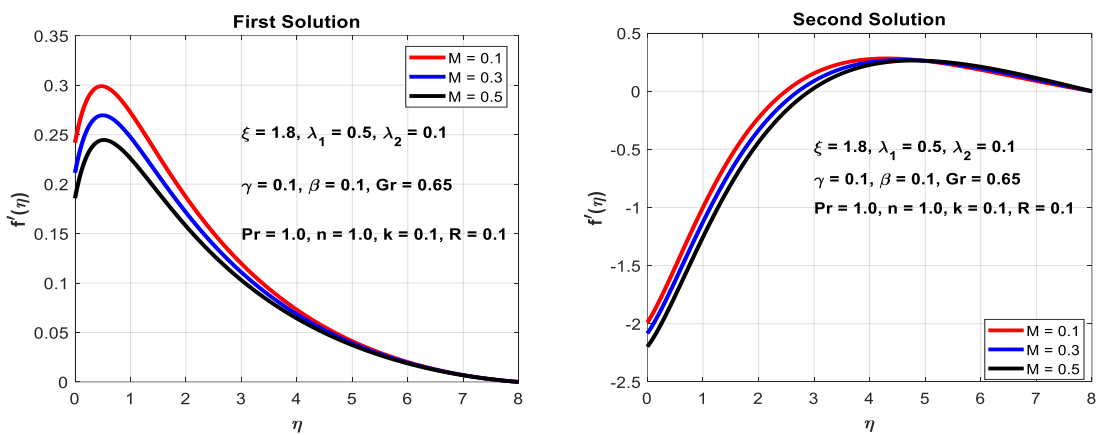 First Solution
0.35
0.3
0.25
0.2
0.15
0.1
0.05
0
f'(η)
M = 0.1
M = 0.3
M = 0.5
ξ = 1.8, λ₁ = 0.5, λ₂ = 0.1
γ = 0.1, β = 0.1, Gr = 0.65
Pr = 1.0, n = 1.0, k = 0.1, R = 0.1
0 1 2 3 4 5 6 7 8
η
Second Solution
0.5
0
-0.5
-1
-1.5
-2
-2.5
f'(η)
ξ = 1.8, λ₁ = 0.5, λ₂ = 0.1
γ = 0.1, β = 0.1, Gr = 0.65
Pr = 1.0, n = 1.0, k = 0.1, R = 0.1
M = 0.1
M = 0.3
M = 0.5
0 1 2 3 4 5 6 7 8
η